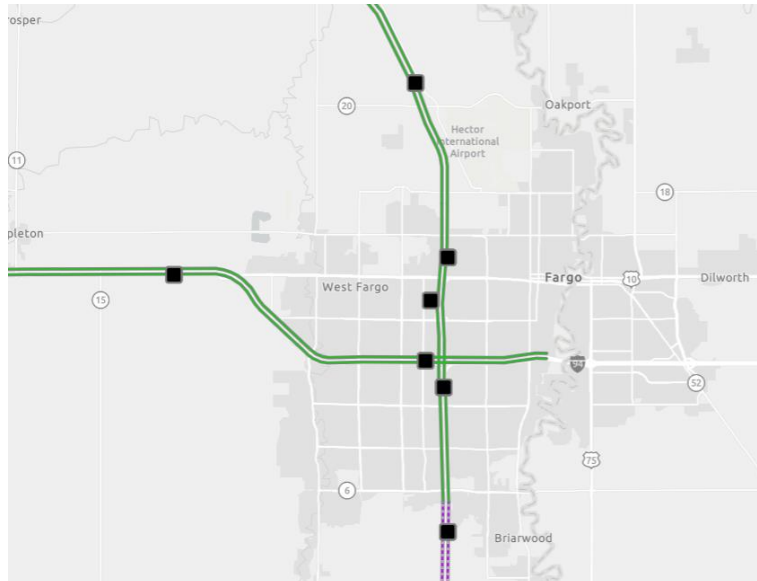 rosper
20
Oakport
Hector
International
Airport
11
18
pleton
West Fargo
Fargo
10
Dilworth
15
94
52
75
6
Briarwood